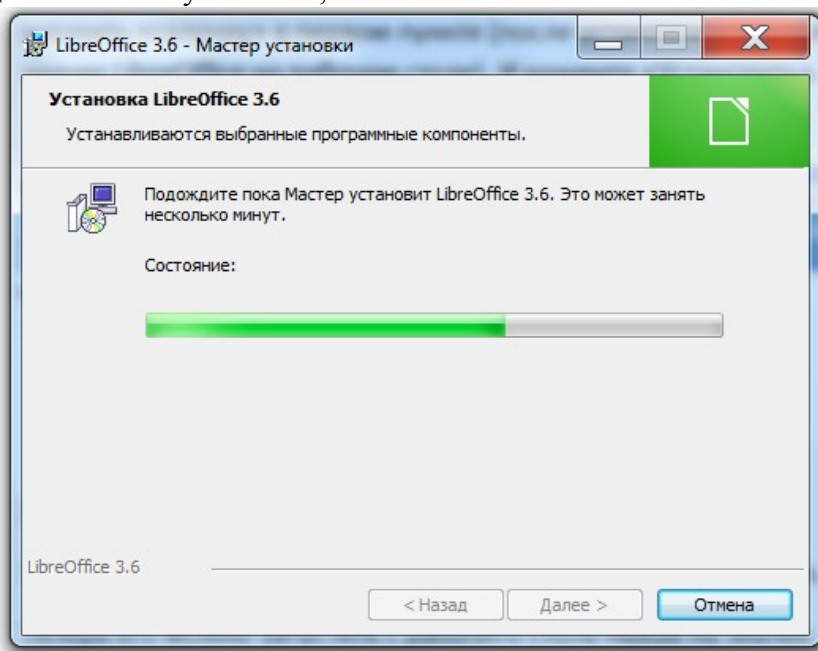 LibreOffice 3.6 - Мастер установки
Установка LibreOffice 3.6
Устанавливаются выбранные программные компоненты.
Подождите пока Мастер установит LibreOffice 3.6. Это может занять
несколько минут.
Состояние:
LibreOffice 3.6
< Назад
Далее >
Отмена